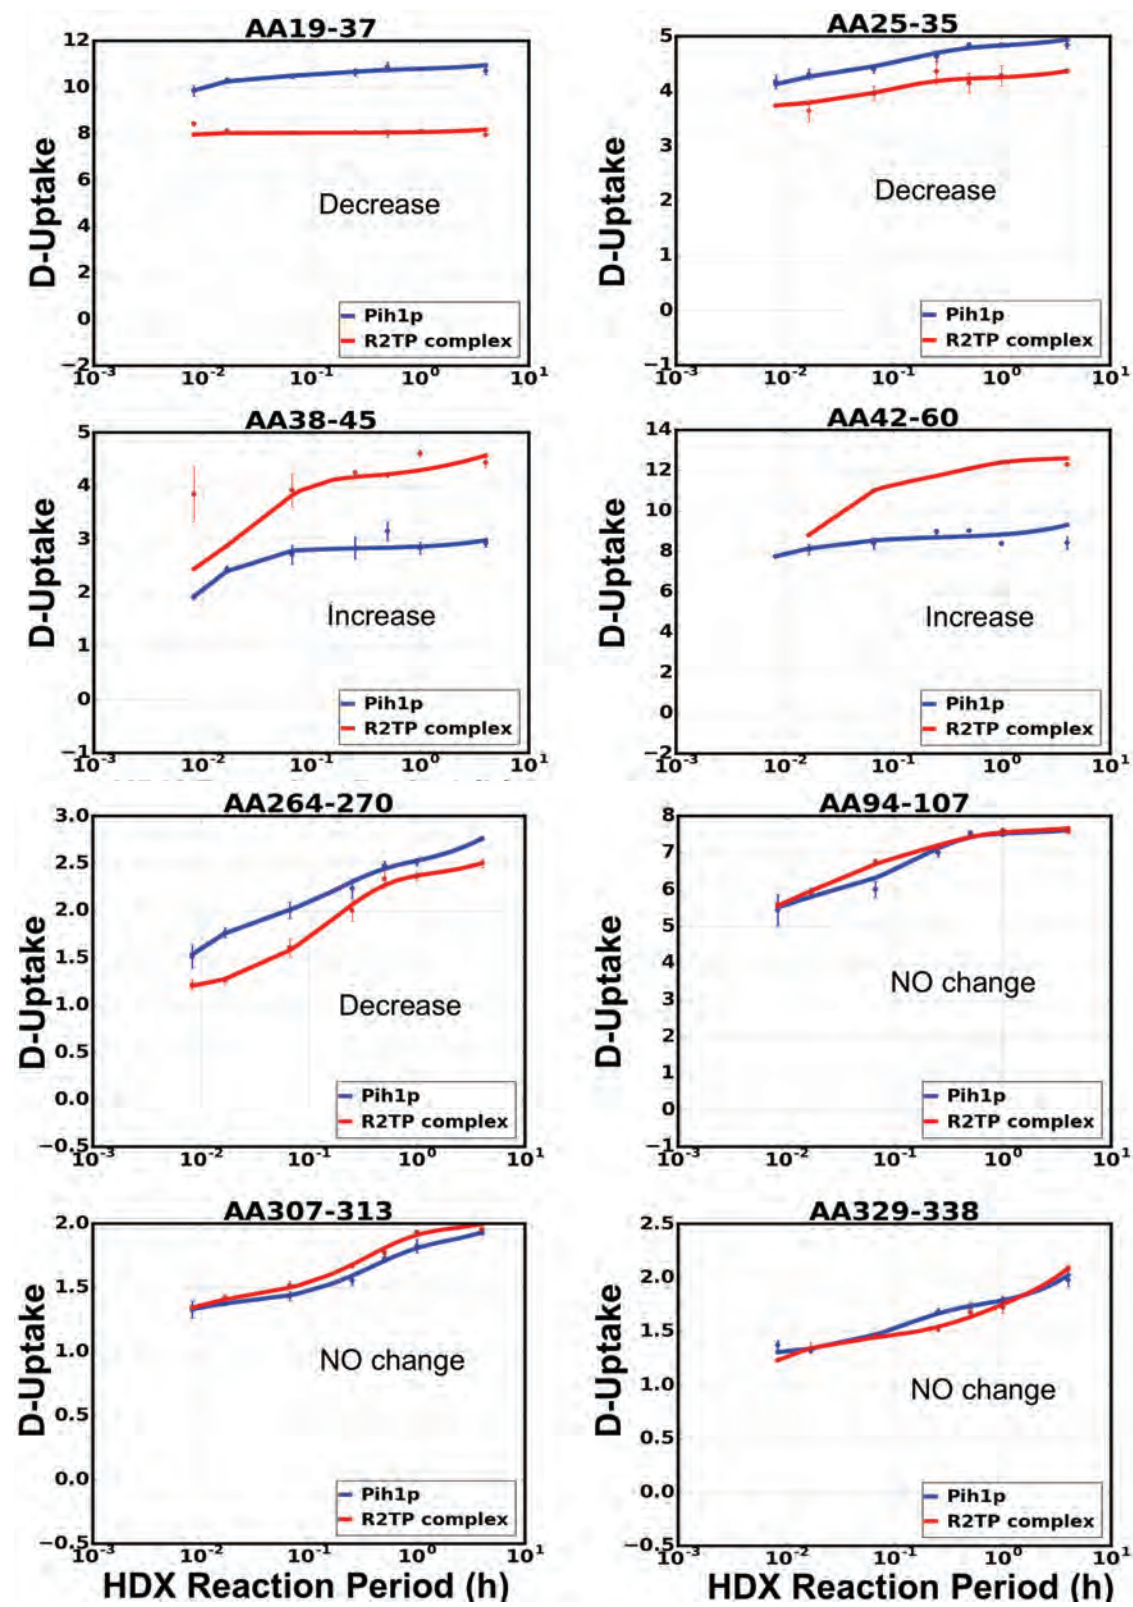 AA19-37
D-Uptake
12
10
8
6
4
2
0
−2
Decrease
Pih1p
R2TP complex
10-3 10-2 10-1 100 101
AA25-35
D-Uptake
5
4
3
2
1
0
−1
Decrease
Pih1p
R2TP complex
10-3 10-2 10-1 100 101
AA38-45
D-Uptake
5
4
3
2
1
0
−1
Increase
Pih1p
R2TP complex
10-3 10-2 10-1 100 101
AA42-60
D-Uptake
14
12
10
8
6
4
2
0
−2
Increase
Pih1p
R2TP complex
10-3 10-2 10-1 100 101
AA264-270
D-Uptake
3.0
2.5
2.0
1.5
1.0
0.5
0.0
−0.5
Decrease
Pih1p
R2TP complex
10-3 10-2 10-1 100 101
AA94-107
D-Uptake
8
7
6
5
4
3
2
1
0
−1
NO change
Pih1p
R2TP complex
10-3 10-2 10-1 100 101
AA307-313
D-Uptake
2.0
1.5
1.0
0.5
0.0
−0.5
NO change
Pih1p
R2TP complex
10-3 10-2 10-1 100 101
HDX Reaction Period (h)
AA329-338
D-Uptake
2.5
2.0
1.5
1.0
0.5
0.0
−0.5
NO change
Pih1p
R2TP complex
10-3 10-2 10-1 100 101
HDX Reaction Period (h)